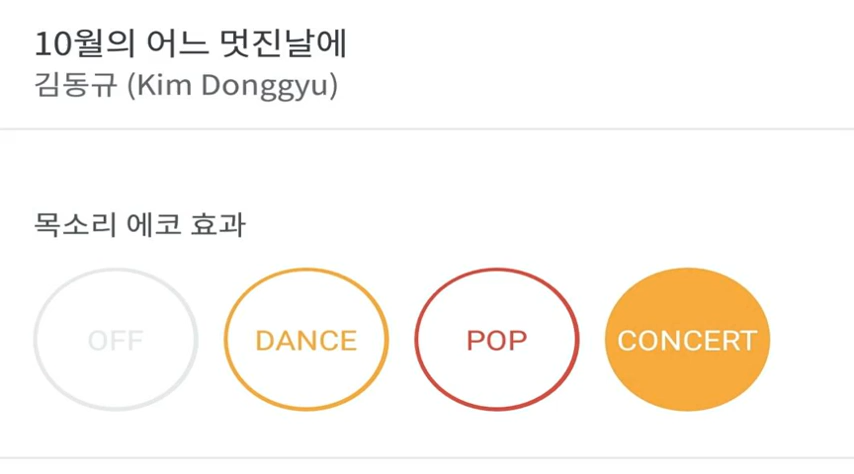 10월의 어느 멋진날에
김동규 (Kim Donggyu)
목소리 에코 효과
OFF DANCE POP CONCERT